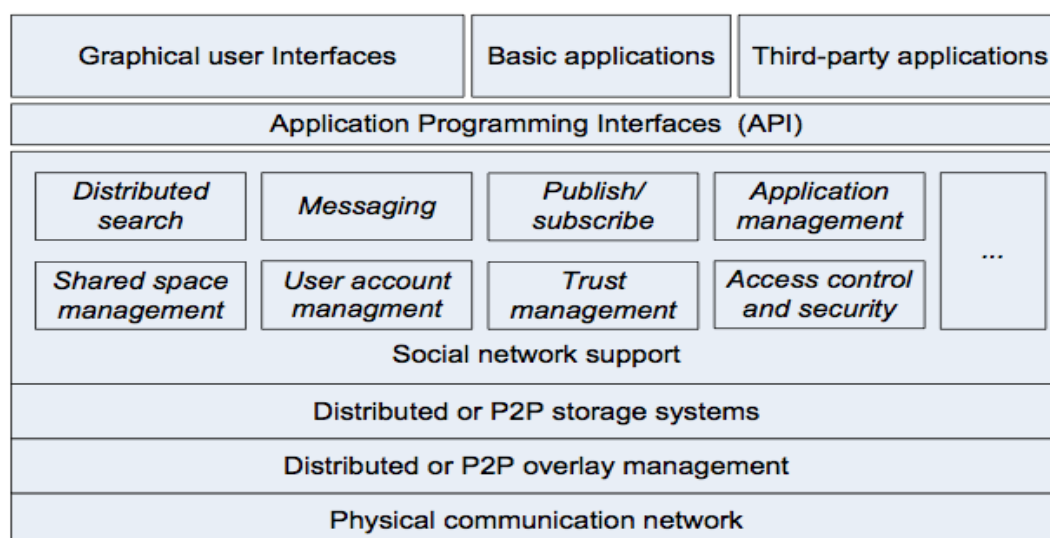 Graphical user Interfaces
Basic applications
Third-party applications
Application Programming Interfaces (API)
Distributed
search
Messaging
Publish/
subscribe
Application
management
...
Shared space
management
User account
managment
Trust
management
Access control
and security
Social network support
Distributed or P2P storage systems
Distributed or P2P overlay management
Physical communication network